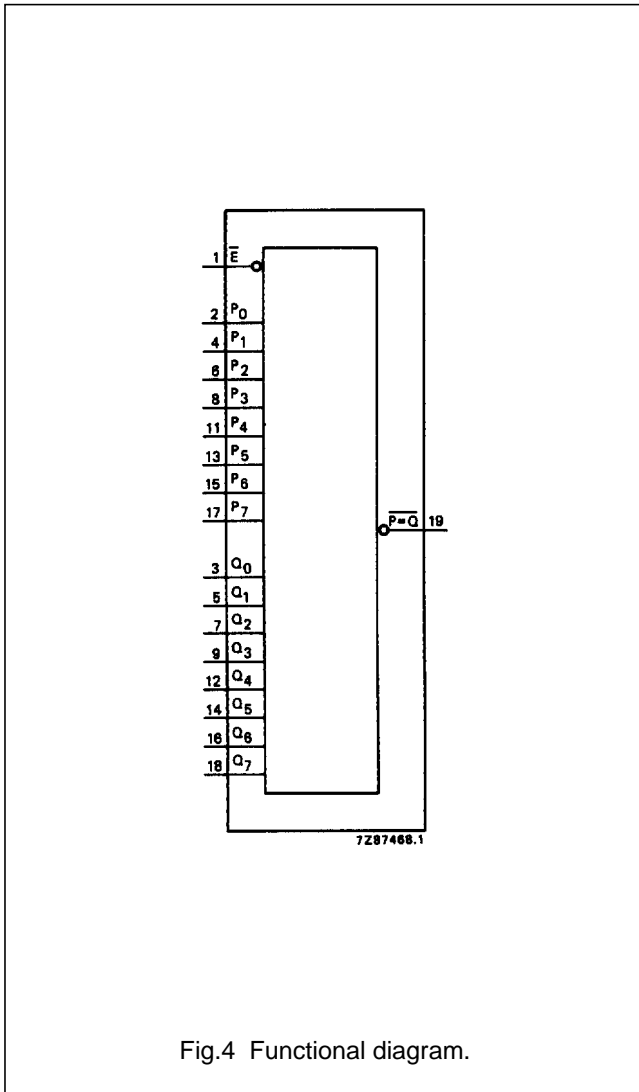 1 E̅
2 P₀
4 P₁
6 P₂
8 P₃
11 P₄
13 P₅
15 P₆
17 P₇
P̅=̅Q̅ 19
3 Q₀
5 Q₁
7 Q₂
9 Q₃
12 Q₄
14 Q₅
16 Q₆
18 Q₇
7Z87468.1
Fig.4 Functional diagram.